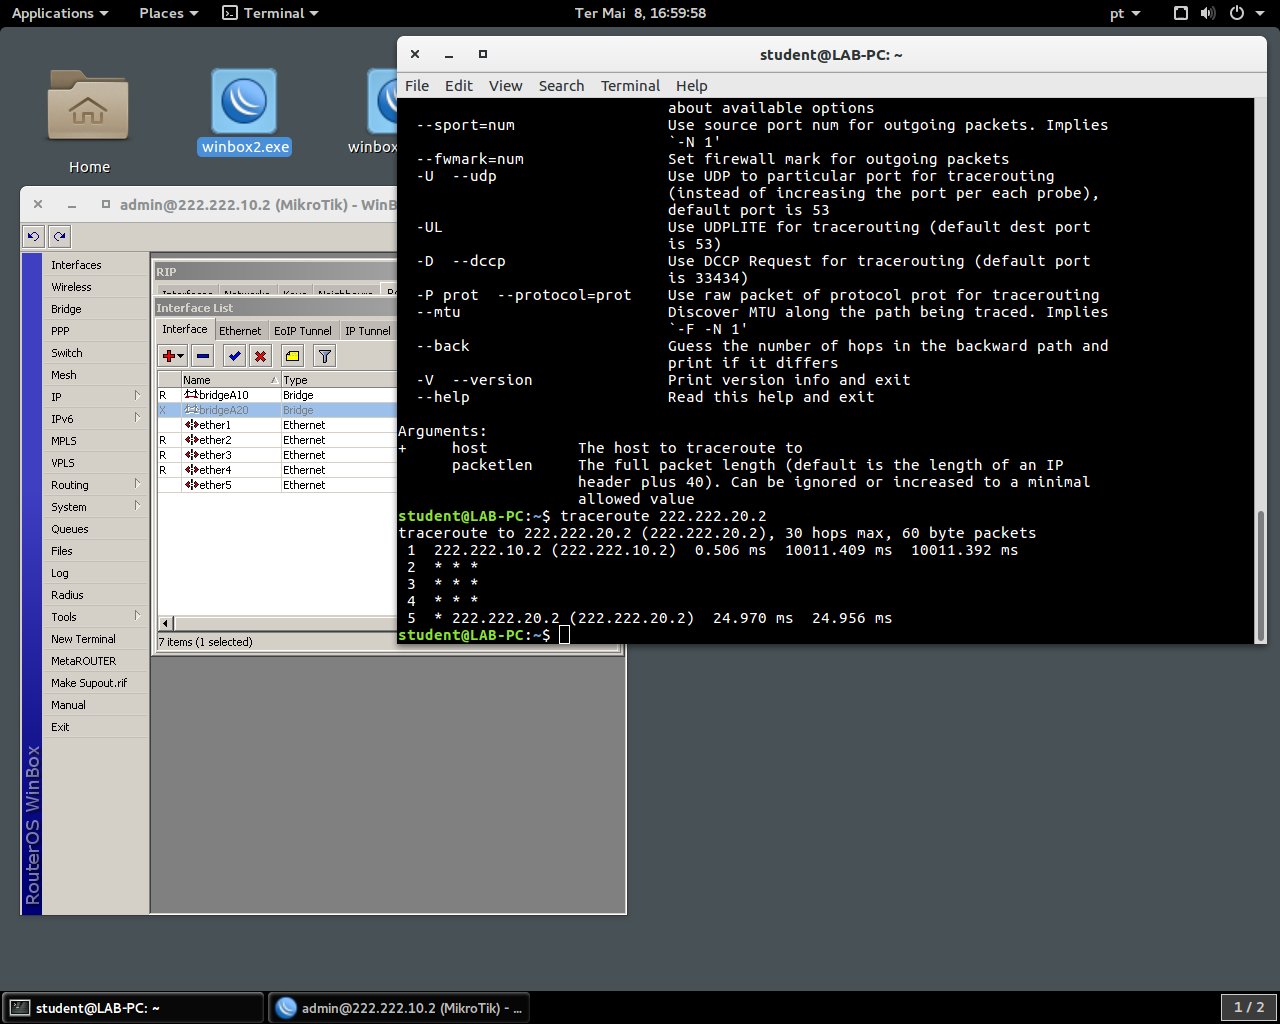 Applications Places Terminal Ter Mai 8, 16:59:58 pt
Home
winbox2.exe
winbox
student@LAB-PC: ~
File Edit View Search Terminal Help
about available options
--sport=num Use source port num for outgoing packets. Implies
`-N 1'
--fwmark=num Set firewall mark for outgoing packets
-U --udp Use UDP to particular port for tracerouting
(instead of increasing the port per each probe),
default port is 53
-UL Use UDPLITE for tracerouting (default dest port
is 53)
-D --dccp Use DCCP Request for tracerouting (default port
is 33434)
-P prot --protocol=prot Use raw packet of protocol prot for tracerouting
--mtu Discover MTU along the path being traced. Implies
`-F -N 1'
--back Guess the number of hops in the backward path and
print if it differs
-V --version Print version info and exit
--help Read this help and exit
Arguments:
+ host The host to traceroute to
packetlen The full packet length (default is the length of an IP
header plus 40). Can be ignored or increased to a minimal
allowed value
student@LAB-PC:~$ traceroute 222.222.20.2
traceroute to 222.222.20.2 (222.222.20.2), 30 hops max, 60 byte packets
1 222.222.10.2 (222.222.10.2) 0.506 ms 10011.409 ms 10011.392 ms
2 * * *
3 * * *
4 * * *
5 * 222.222.20.2 (222.222.20.2) 24.970 ms 24.956 ms
student@LAB-PC:~$
admin@222.222.10.2 (MikroTik) - WinB
Interfaces
Wireless
Bridge
PPP
Switch
Mesh
IP
IPv6
MPLS
VPLS
Routing
System
Queues
Files
Log
Radius
Tools
New Terminal
MetaROUTER
Make Supout.rif
Manual
Exit
RouterOS WinBox
RIP
Interface List
Interface Ethernet EoIP Tunnel IP Tunnel
Name Type
R bridgeA10 Bridge
X bridgeA20 Bridge
ether1 Ethernet
R ether2 Ethernet
R ether3 Ethernet
R ether4 Ethernet
ether5 Ethernet
7 items (1 selected)
student@LAB-PC: ~
admin@222.222.10.2 (MikroTik) - ...
1 / 2